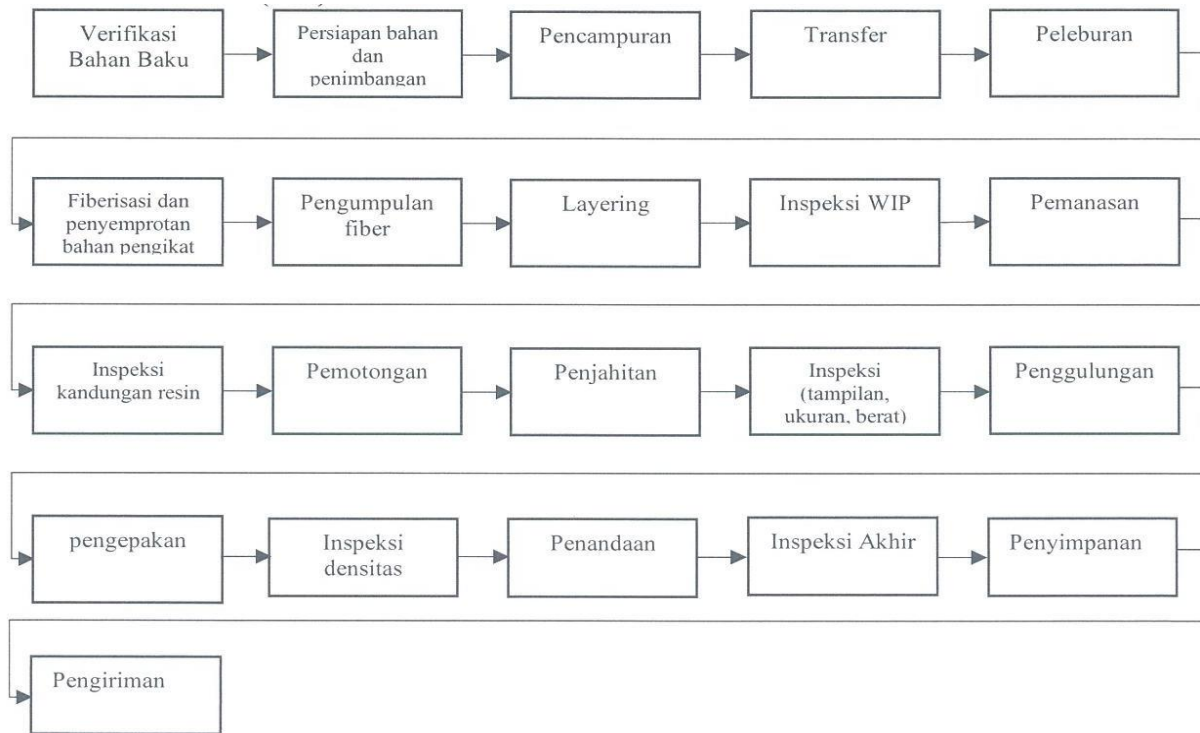 Verifikasi
Bahan Baku
Persiapan bahan
dan
penimbangan
Pencampuran
Transfer
Peleburan
Fiberisasi dan
penyemprotan
bahan pengikat
Pengumpulan
fiber
Layering
Inspeksi WIP
Pemanasan
Inspeksi
kandungan resin
Pemotongan
Penjahitan
Inspeksi
(tampilan,
ukuran, berat)
Penggulungan
pengepakan
Inspeksi
densitas
Penandaan
Inspeksi Akhir
Penyimpanan
Pengiriman